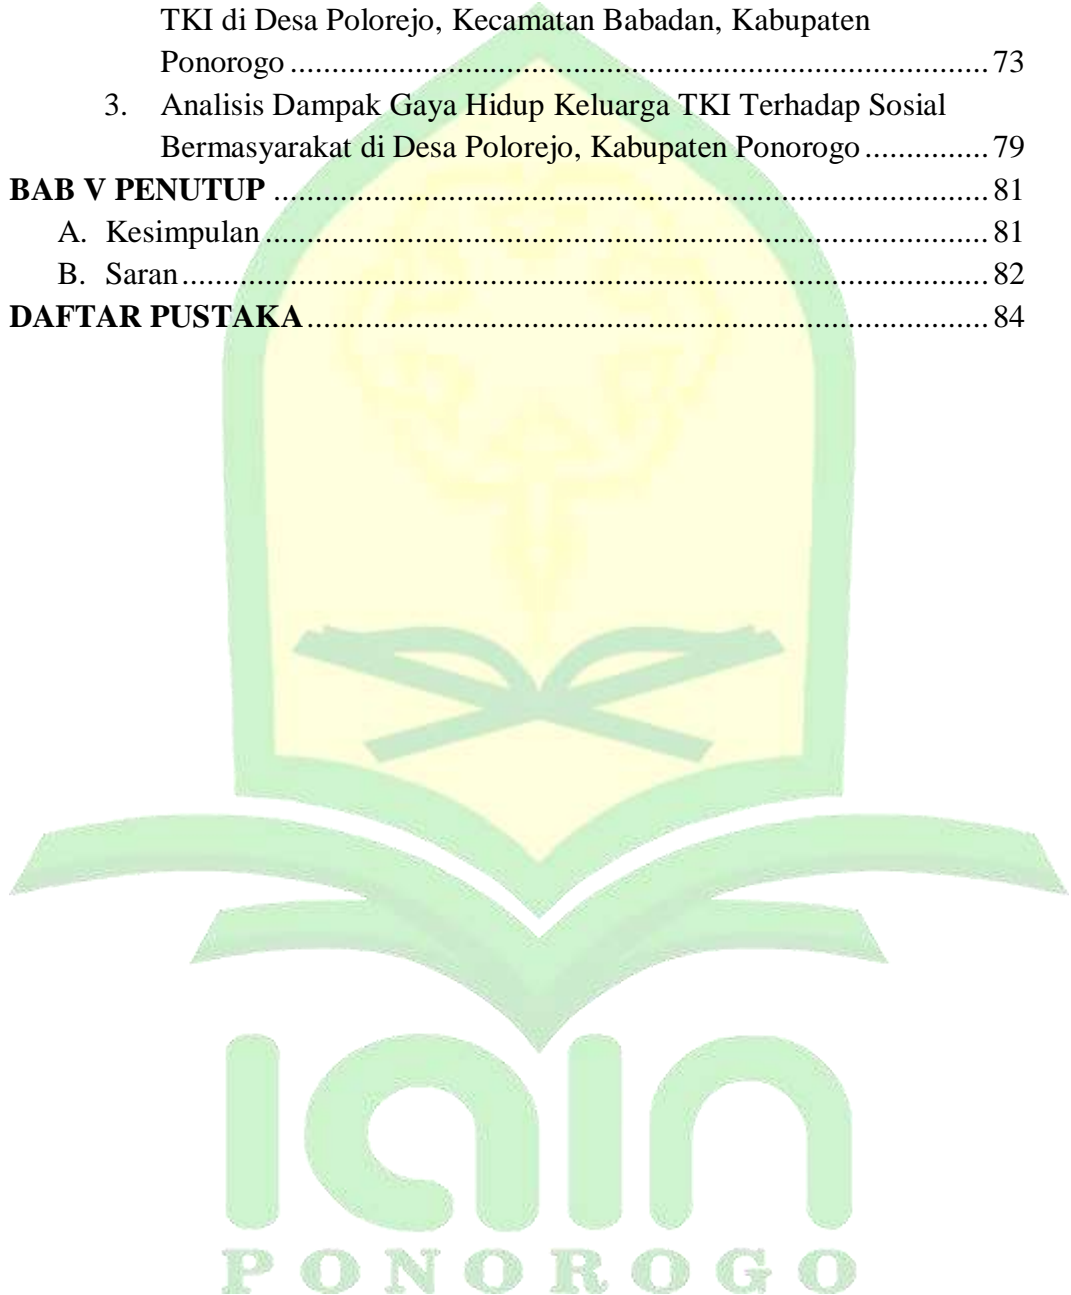 TKI di Desa Polorejo, Kecamatan Babadan, Kabupaten
Ponorogo ........................................................................ 73
3. Analisis Dampak Gaya Hidup Keluarga TKI Terhadap Sosial
Bermasyarakat di Desa Polorejo, Kabupaten Ponorogo ............... 79
BAB V PENUTUP ............................................................................ 81
A. Kesimpulan ............................................................................ 81
B. Saran .................................................................................... 82
DAFTAR PUSTAKA ........................................................................ 84
IAIN
PONOROGO